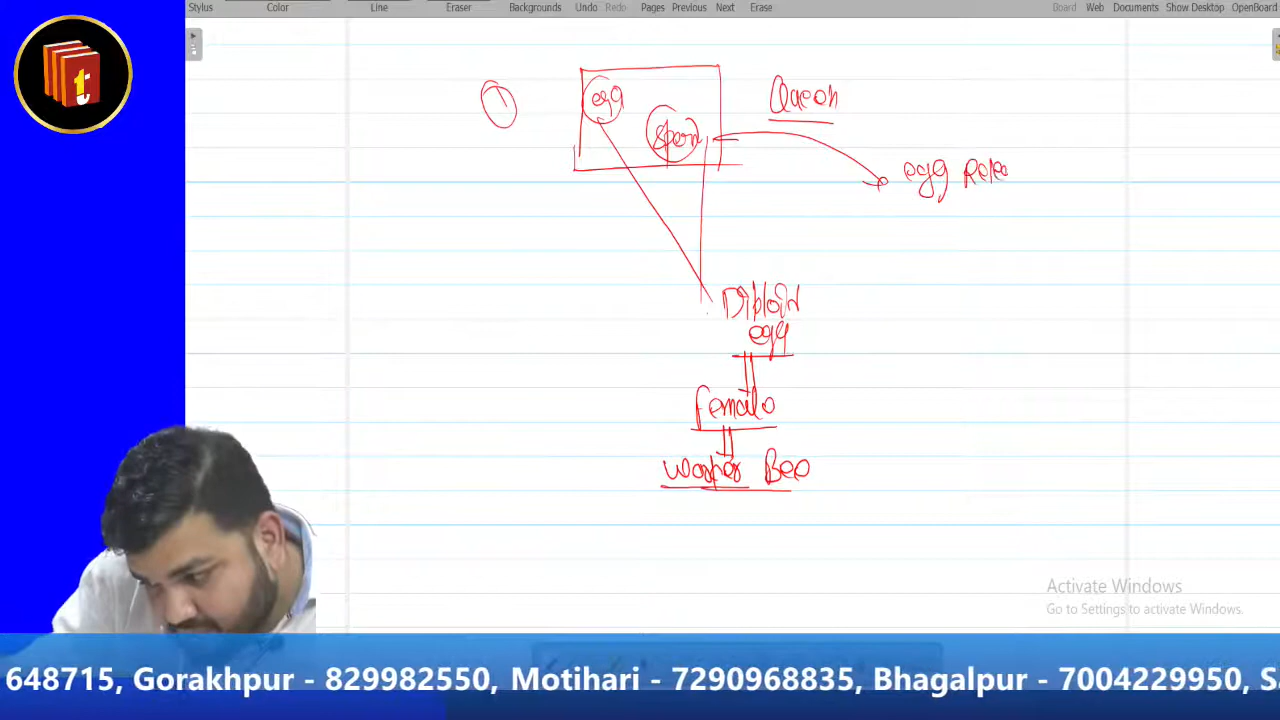 Stylus Color Line Eraser Backgrounds Undo Redo Pages Previous Next Erase Board Web Documents Show Desktop OpenBoard
t
1
egg
Queen
sperm
egg Rele
Diploid
egg
female
Worker Bee
Activate Windows
Go to Settings to activate Windows.
648715, Gorakhpur - 829982550, Motihari - 7290968835, Bhagalpur - 7004229950, Sa